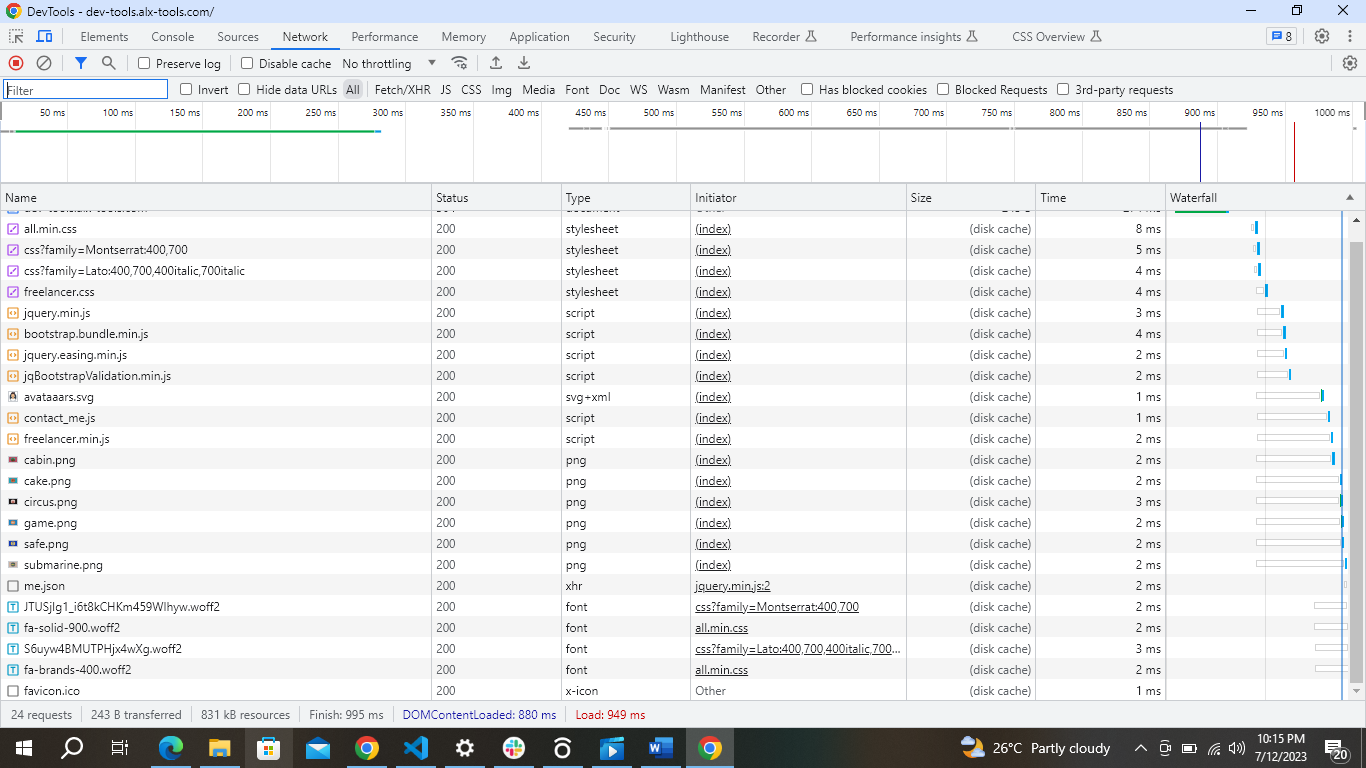 DevTools - dev-tools.alx-tools.com/
Elements Console Sources Network Performance Memory Application Security Lighthouse Recorder Performance insights CSS Overview 8
Preserve log Disable cache No throttling
Filter Invert Hide data URLs All Fetch/XHR JS CSS Img Media Font Doc WS Wasm Manifest Other Has blocked cookies Blocked Requests 3rd-party requests
50 ms 100 ms 150 ms 200 ms 250 ms 300 ms 350 ms 400 ms 450 ms 500 ms 550 ms 600 ms 650 ms 700 ms 750 ms 800 ms 850 ms 900 ms 950 ms 1000 ms
Name Status Type Initiator Size Time Waterfall
all.min.css 200 stylesheet (index) (disk cache) 8 ms
css?family=Montserrat:400,700 200 stylesheet (index) (disk cache) 5 ms
css?family=Lato:400,700,400italic,700italic 200 stylesheet (index) (disk cache) 4 ms
freelancer.css 200 stylesheet (index) (disk cache) 4 ms
jquery.min.js 200 script (index) (disk cache) 3 ms
bootstrap.bundle.min.js 200 script (index) (disk cache) 4 ms
jquery.easing.min.js 200 script (index) (disk cache) 2 ms
jqBootstrapValidation.min.js 200 script (index) (disk cache) 2 ms
avataaars.svg 200 svg+xml (index) (disk cache) 1 ms
contact_me.js 200 script (index) (disk cache) 1 ms
freelancer.min.js 200 script (index) (disk cache) 2 ms
cabin.png 200 png (index) (disk cache) 2 ms
cake.png 200 png (index) (disk cache) 2 ms
circus.png 200 png (index) (disk cache) 3 ms
game.png 200 png (index) (disk cache) 2 ms
safe.png 200 png (index) (disk cache) 2 ms
submarine.png 200 png (index) (disk cache) 2 ms
me.json 200 xhr jquery.min.js:2 (disk cache) 2 ms
JTUSjIg1_i6t8kCHKm459Wlhyw.woff2 200 font css?family=Montserrat:400,700 (disk cache) 2 ms
fa-solid-900.woff2 200 font all.min.css (disk cache) 2 ms
S6uyw4BMUTPHjx4wXg.woff2 200 font css?family=Lato:400,700,400italic,700... (disk cache) 3 ms
fa-brands-400.woff2 200 font all.min.css (disk cache) 2 ms
favicon.ico 200 x-icon Other (disk cache) 1 ms
24 requests 243 B transferred 831 kB resources Finish: 995 ms DOMContentLoaded: 880 ms Load: 949 ms
26°C Partly cloudy 10:15 PM
7/12/2023 20